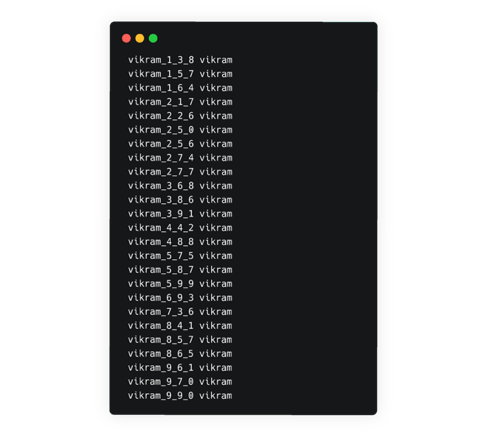 vikram_1_3_8 vikram
vikram_1_5_7 vikram
vikram_1_6_4 vikram
vikram_2_1_7 vikram
vikram_2_2_6 vikram
vikram_2_5_0 vikram
vikram_2_5_6 vikram
vikram_2_7_4 vikram
vikram_2_7_7 vikram
vikram_3_6_8 vikram
vikram_3_8_6 vikram
vikram_3_9_1 vikram
vikram_4_4_2 vikram
vikram_4_8_8 vikram
vikram_5_7_5 vikram
vikram_5_8_7 vikram
vikram_5_9_9 vikram
vikram_6_9_3 vikram
vikram_7_3_6 vikram
vikram_8_4_1 vikram
vikram_8_5_7 vikram
vikram_8_6_5 vikram
vikram_9_6_1 vikram
vikram_9_7_0 vikram
vikram_9_9_0 vikram